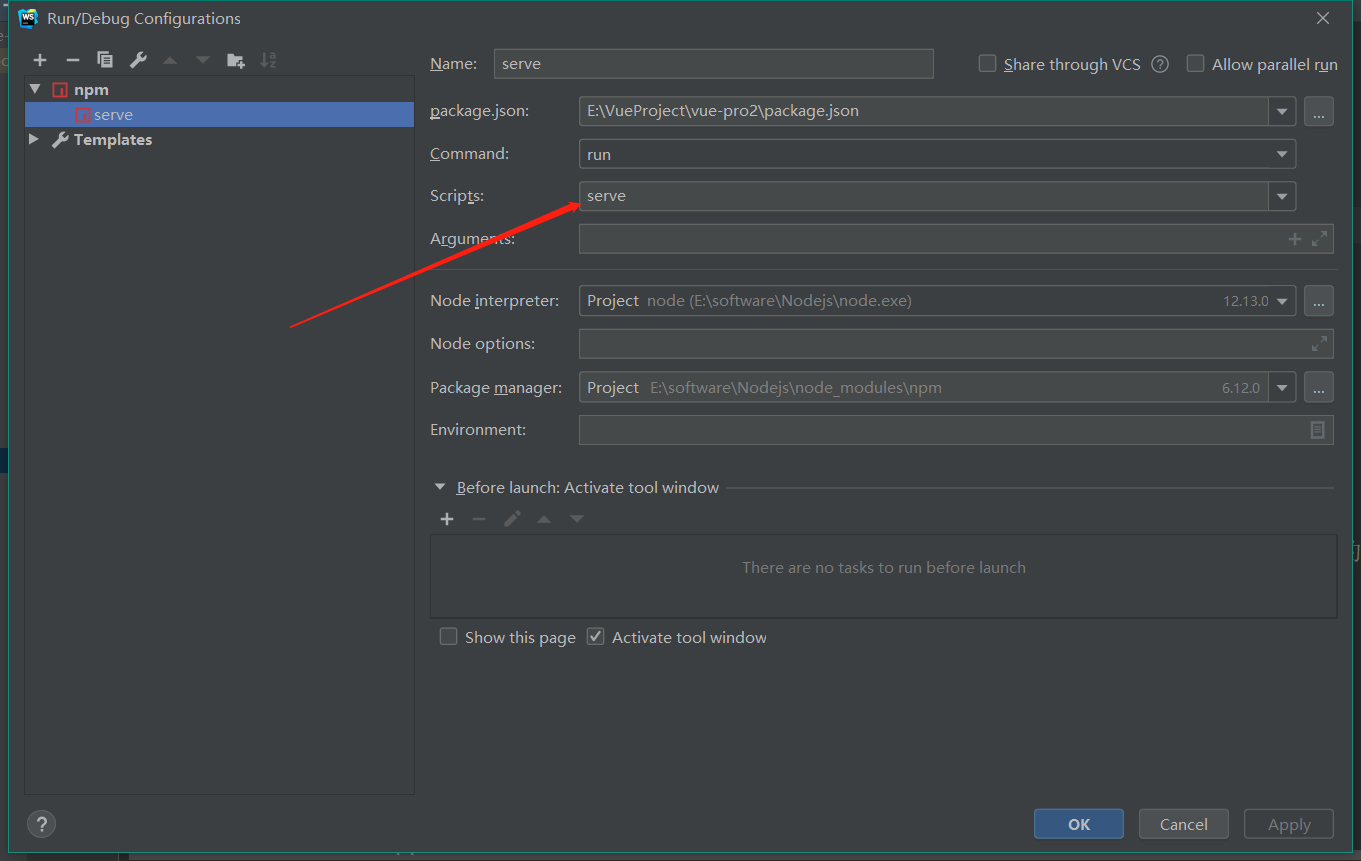 WS
Run/Debug Configurations
Name: serve
Share through VCS ? Allow parallel run
npm
serve
Templates
package.json: E:\VueProject\vue-pro2\package.json ...
Command: run
Scripts: serve
Arguments:
Node interpreter: Project node (E:\software\Nodejs\node.exe) 12.13.0 ...
Node options:
Package manager: Project E:\software\Nodejs\node_modules\npm 6.12.0 ...
Environment:
Before launch: Activate tool window
There are no tasks to run before launch
Show this page Activate tool window
? OK Cancel Apply